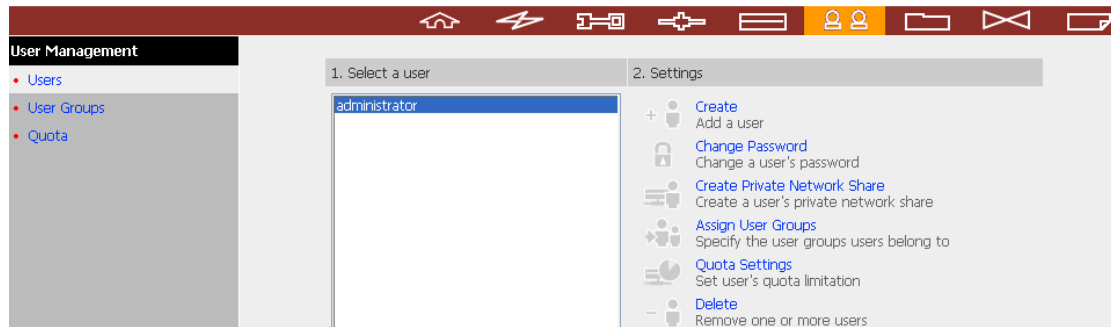 User Management
Users
User Groups
Quota
1. Select a user
administrator
2. Settings
Create
Add a user
Change Password
Change a user's password
Create Private Network Share
Create a user's private network share
Assign User Groups
Specify the user groups users belong to
Quota Settings
Set user's quota limitation
Delete
Remove one or more users